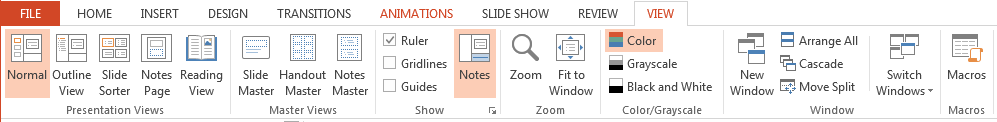 FILE HOME INSERT DESIGN TRANSITIONS ANIMATIONS SLIDE SHOW REVIEW VIEW
Normal
Outline
View
Slide
Sorter
Notes
Page
Reading
View
Presentation Views
Slide
Master
Handout
Master
Notes
Master
Master Views
Ruler
Gridlines
Guides
Notes
Show
Zoom
Fit to
Window
Zoom
Color
Grayscale
Black and White
Color/Grayscale
New
Window
Arrange All
Cascade
Move Split
Switch
Windows
Window
Macros
Macros